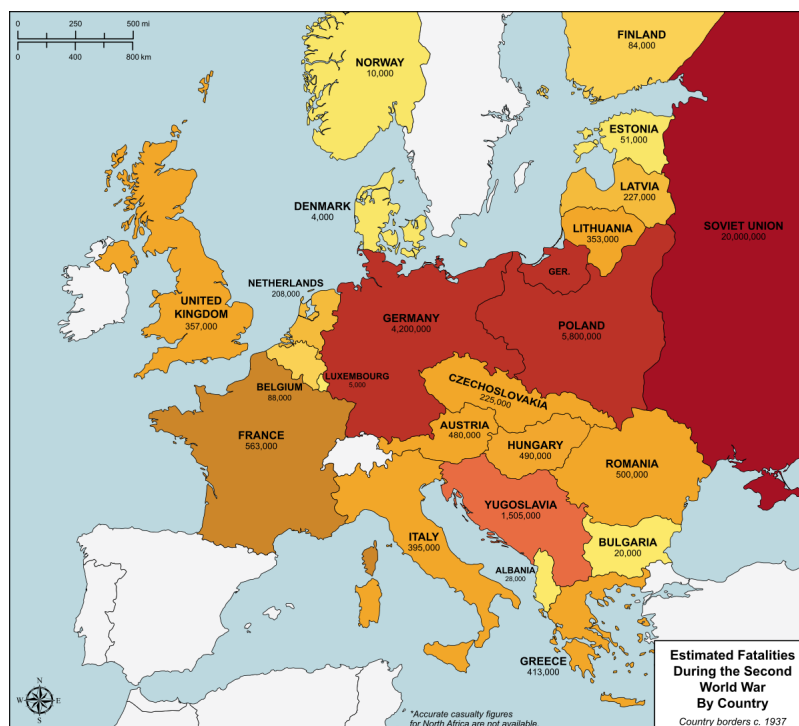 0 250 500 mi
0 400 800 km
FINLAND
84,000
NORWAY
10,000
ESTONIA
51,000
LATVIA
227,000
DENMARK
4,000
LITHUANIA
353,000
SOVIET UNION
20,000,000
GER.
NETHERLANDS
208,000
UNITED
KINGDOM
357,000
GERMANY
4,200,000
POLAND
5,800,000
LUXEMBOURG
5,000
BELGIUM
88,000
CZECHOSLOVAKIA
225,000
FRANCE
563,000
AUSTRIA
480,000
HUNGARY
490,000
ROMANIA
500,000
YUGOSLAVIA
1,505,000
ITALY
395,000
BULGARIA
20,000
ALBANIA
28,000
GREECE
413,000
N
W E
S
*Accurate casualty figures
for North Africa are not available.
Estimated Fatalities
During the Second
World War
By Country
Country borders c. 1937